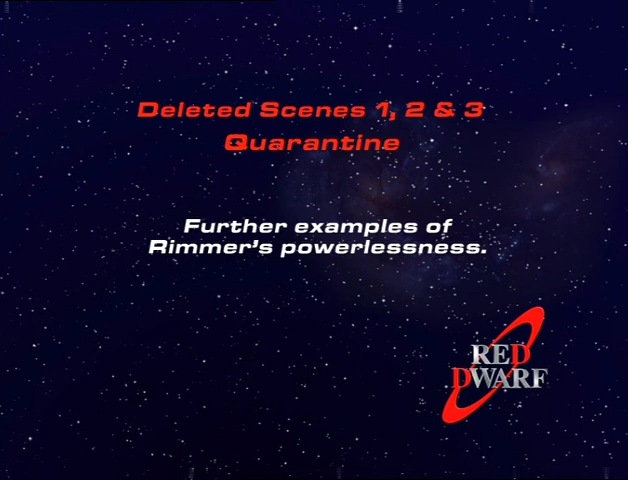 Deleted Scenes 1, 2 & 3
Quarantine
Further examples of
Rimmer's powerlessness.
RED
DWARF